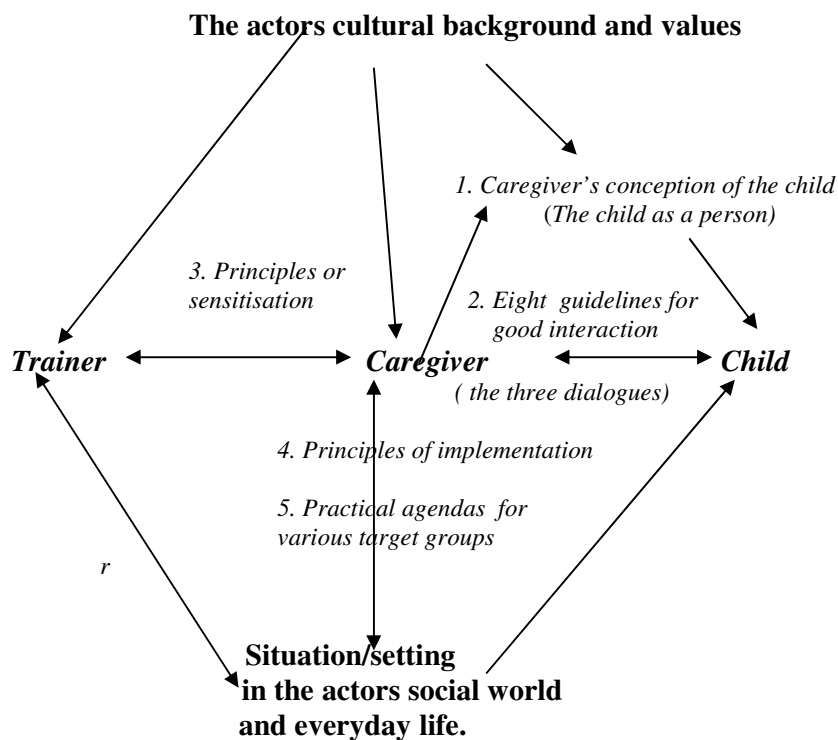 The actors cultural background and values
1. Caregiver’s conception of the child
(The child as a person)
3. Principles or
sensitisation
2. Eight guidelines for
good interaction
Trainer
Caregiver
Child
( the three dialogues)
4. Principles of implementation
5. Practical agendas for
various target groups
r
Situation/setting
in the actors social world
and everyday life.